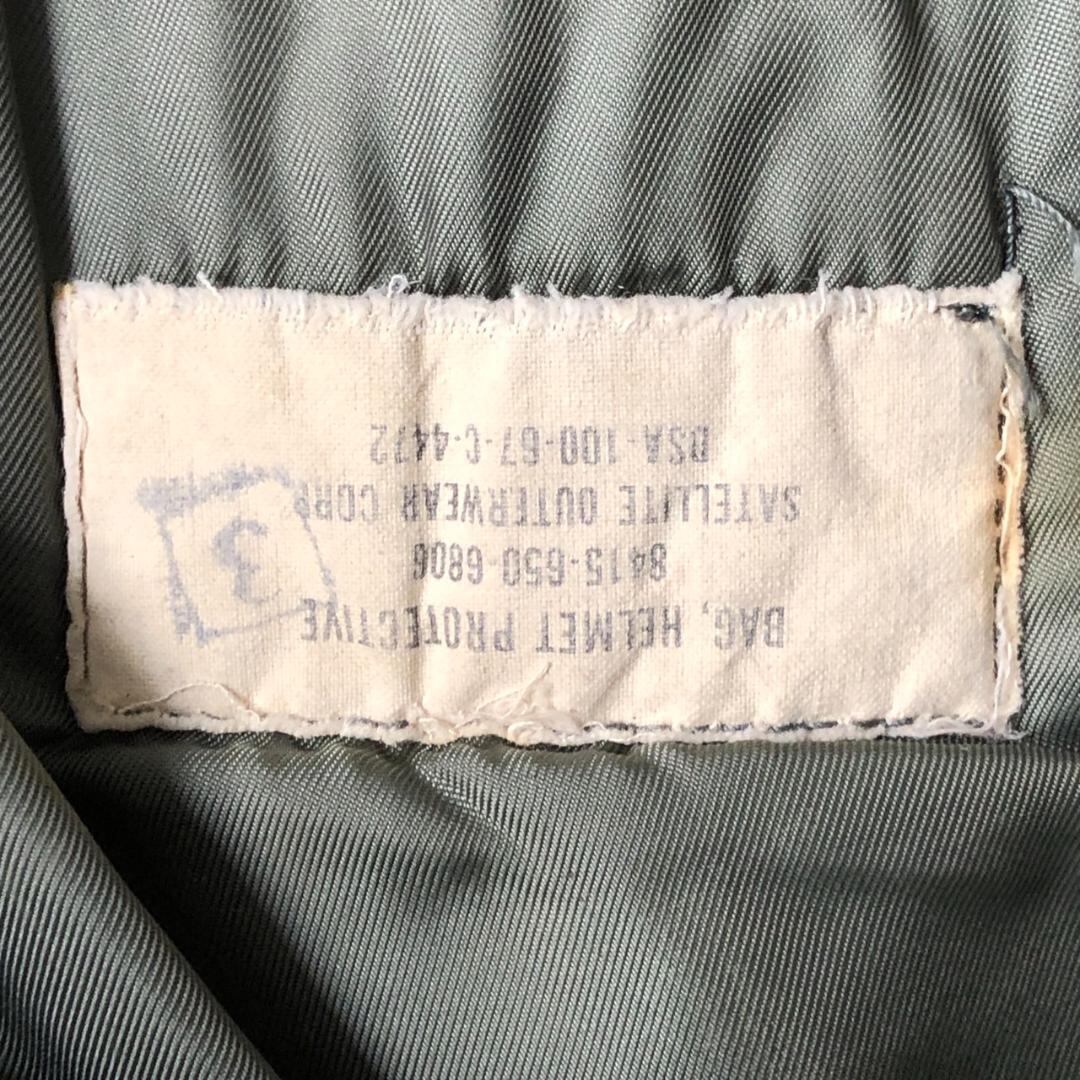 BAG, HELMET PROTECTIVE
8415-650-6806
SATELLITE OUTERWEAR CORP
DSA-100-67-C-4472
3